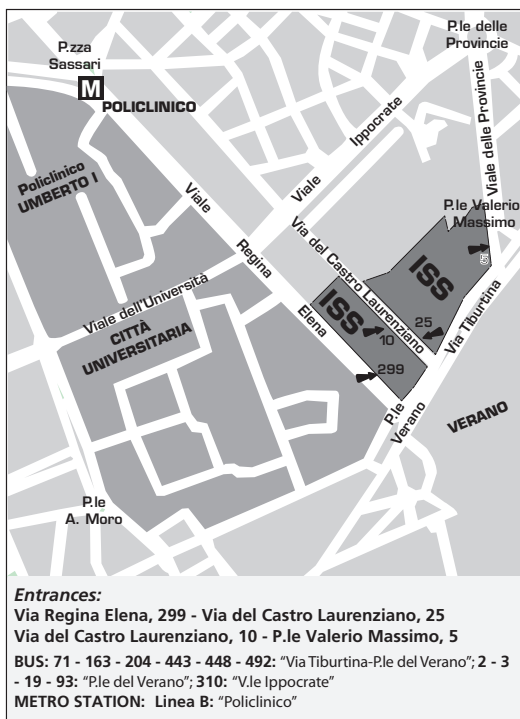 P.zza
Sassari
M
POLICLINICO
P.le delle
Provincie
Policlinico
UMBERTO I
Viale
Ippocrate
Viale delle Provincie
Viale
Regina
Elena
P.le Valerio
Massimo
5
Via del Castro Laurenziano
ISS
ISS
25
10
299
Via Tiburtina
Viale dell'Università
CITTÀ
UNIVERSITARIA
P.le
Verano
VERANO
P.le
A. Moro
Entrances:
Via Regina Elena, 299 - Via del Castro Laurenziano, 25
Via del Castro Laurenziano, 10 - P.le Valerio Massimo, 5
BUS: 71 - 163 - 204 - 443 - 448 - 492: “Via Tiburtina-P.le del Verano”; 2 - 3
- 19 - 93: “P.le del Verano”; 310: “V.le Ippocrate”
METRO STATION: Linea B: “Policlinico”